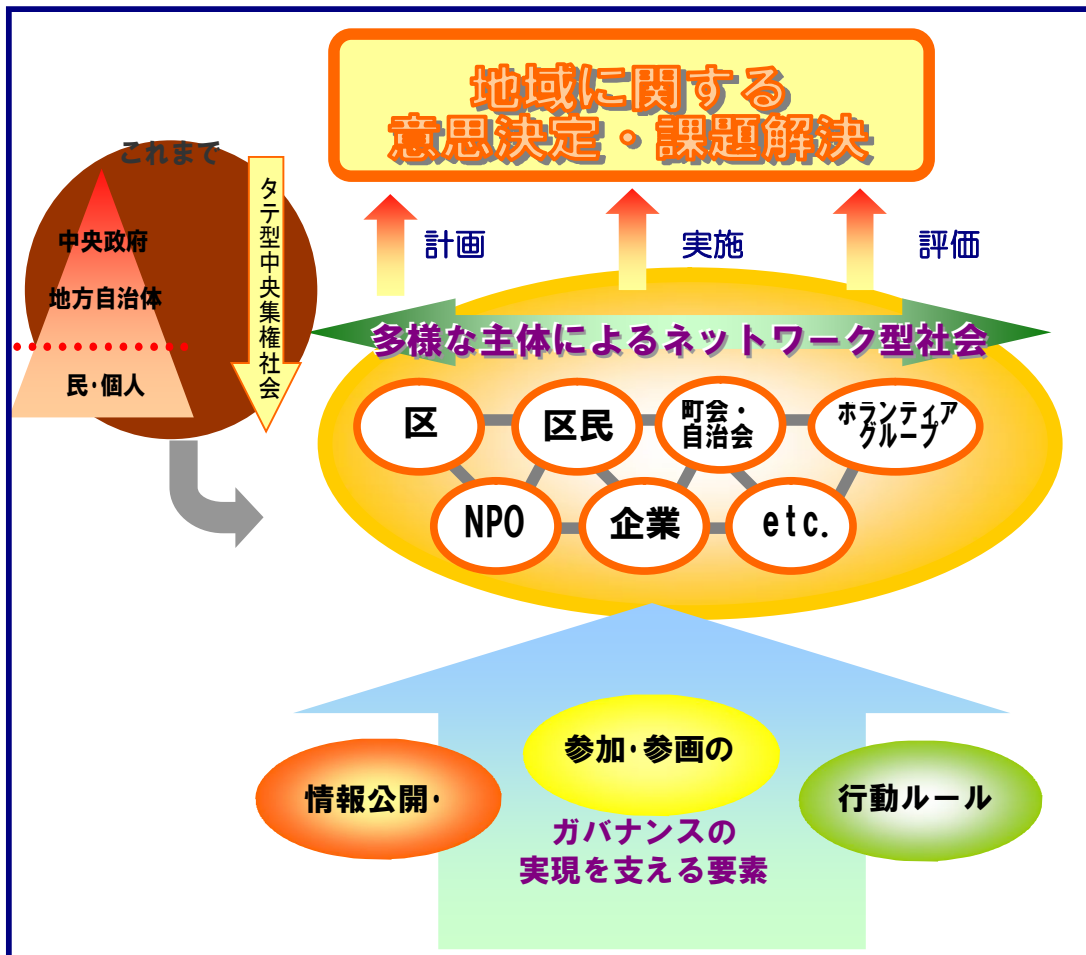 地域に関する
意思決定・課題解決
これまで
中央政府
地方自治体
民・個人
タテ型中央集権社会
計画
実施
評価
多様な主体によるネットワーク型社会
区
区民
町会・
自治会
ホランティア
グループ
NPO
企業
etc.
参加・参画の
情報公開・
行動ルール
ガバナンスの
実現を支える要素